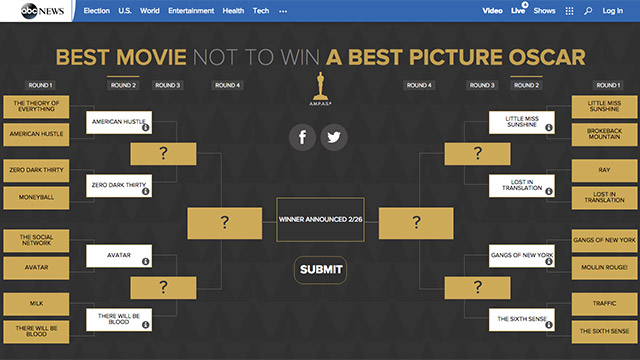 abc NEWS
Election U.S. World Entertainment Health Tech ••• Video Live 4 Shows Log In
BEST MOVIE NOT TO WIN A BEST PICTURE OSCAR
ROUND 1 ROUND 2 ROUND 3 ROUND 4 ROUND 4 ROUND 3 ROUND 2 ROUND 1
A.M.P.A.S.®
THE THEORY OF
EVERYTHING
AMERICAN HUSTLE
ZERO DARK THIRTY
MONEYBALL
THE SOCIAL
NETWORK
AVATAR
MILK
THERE WILL BE
BLOOD
AMERICAN HUSTLE
ZERO DARK THIRTY
AVATAR
THERE WILL BE
BLOOD
?
?
?
WINNER ANNOUNCED 2/26
SUBMIT
?
?
?
LITTLE MISS
SUNSHINE
LOST IN
TRANSLATION
GANGS OF NEW YORK
THE SIXTH SENSE
LITTLE MISS
SUNSHINE
BROKEBACK
MOUNTAIN
RAY
LOST IN
TRANSLATION
GANGS OF NEW YORK
MOULIN ROUGE!
TRAFFIC
THE SIXTH SENSE